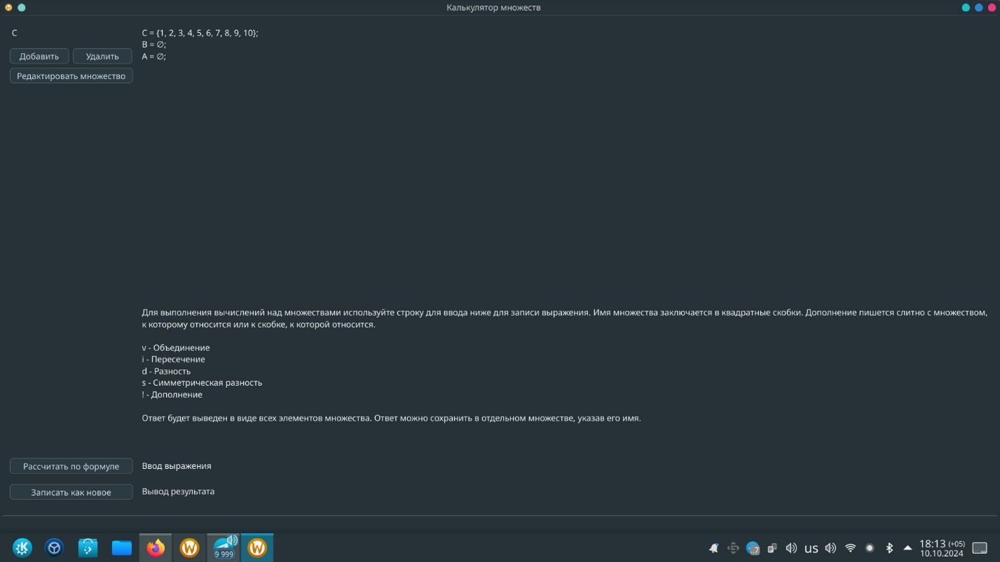 Калькулятор множеств
C
C = {1, 2, 3, 4, 5, 6, 7, 8, 9, 10};
B = ∅;
Добавить
Удалить
A = ∅;
Редактировать множество
Для выполнения вычислений над множествами используйте строку для ввода ниже для записи выражения. Имя множества заключается в квадратные скобки. Дополнение пишется слитно с множеством,
к которому относится или к скобке, к которой относится.
v - Объединение
i - Пересечение
d - Разность
s - Симметрическая разность
! - Дополнение
Ответ будет выведен в виде всех элементов множества. Ответ можно сохранить в отдельном множестве, указав его имя.
Рассчитать по формуле
Ввод выражения
Записать как новое
Вывод результата
9 999
us
18:13 (+05)
10.10.2024